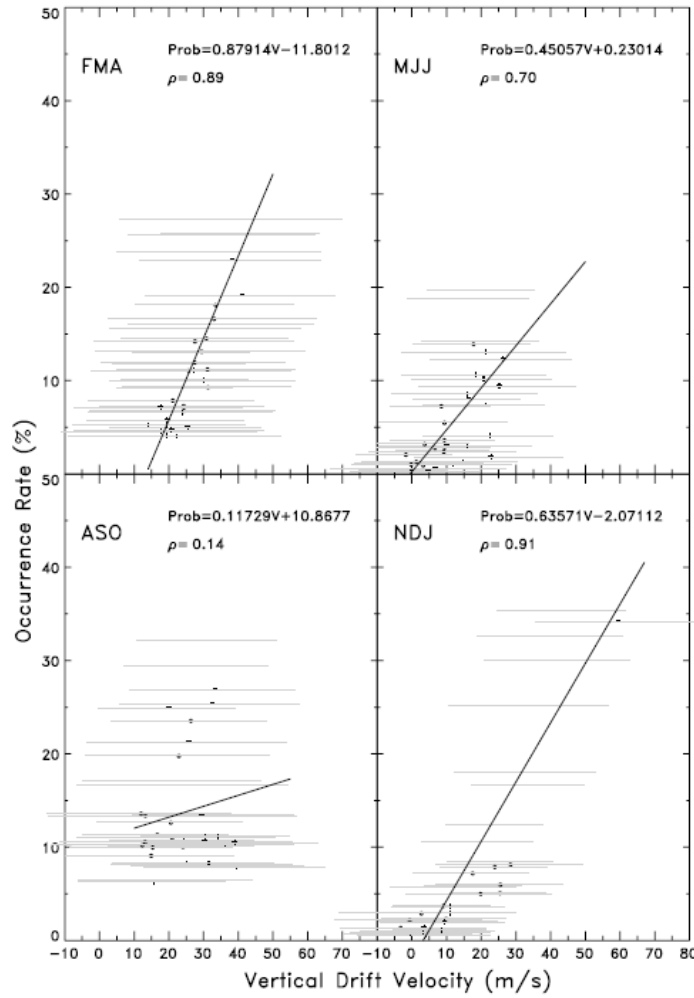 50
40
30
20
10
FMA
Prob=0.87914V−11.8012
ρ= 0.89
MJJ
Prob=0.45057V+0.23014
ρ= 0.70
Occurrence Rate (%)
50
40
30
20
10
0
ASO
Prob=0.11729V+10.8677
ρ= 0.14
NDJ
Prob=0.63571V−2.07112
ρ= 0.91
−10 0 10 20 30 40 50 60 70 −10 0 10 20 30 40 50 60 70 80
Vertical Drift Velocity (m/s)